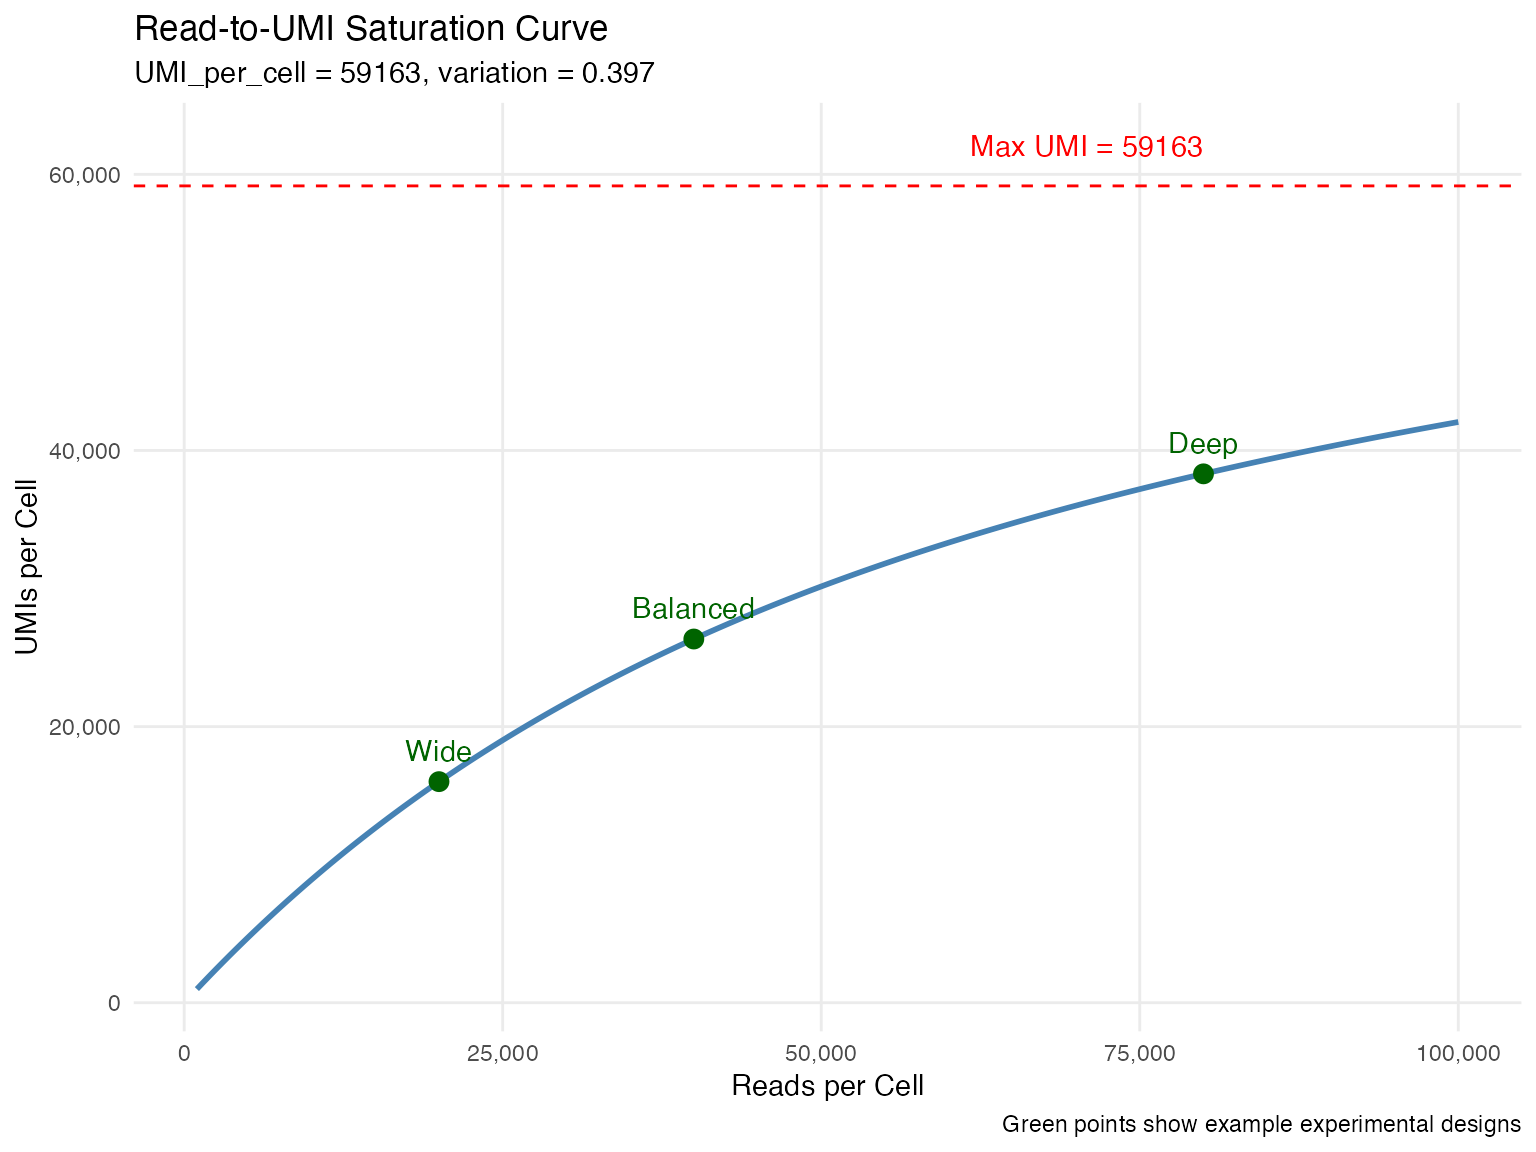 Read-to-UMI Saturation Curve
UMI_per_cell = 59163, variation = 0.397
Max UMI = 59163
60,000
40,000
20,000
0
UMIs per Cell
Deep
Balanced
Wide
0
25,000
50,000
75,000
100,000
Reads per Cell
Green points show example experimental designs